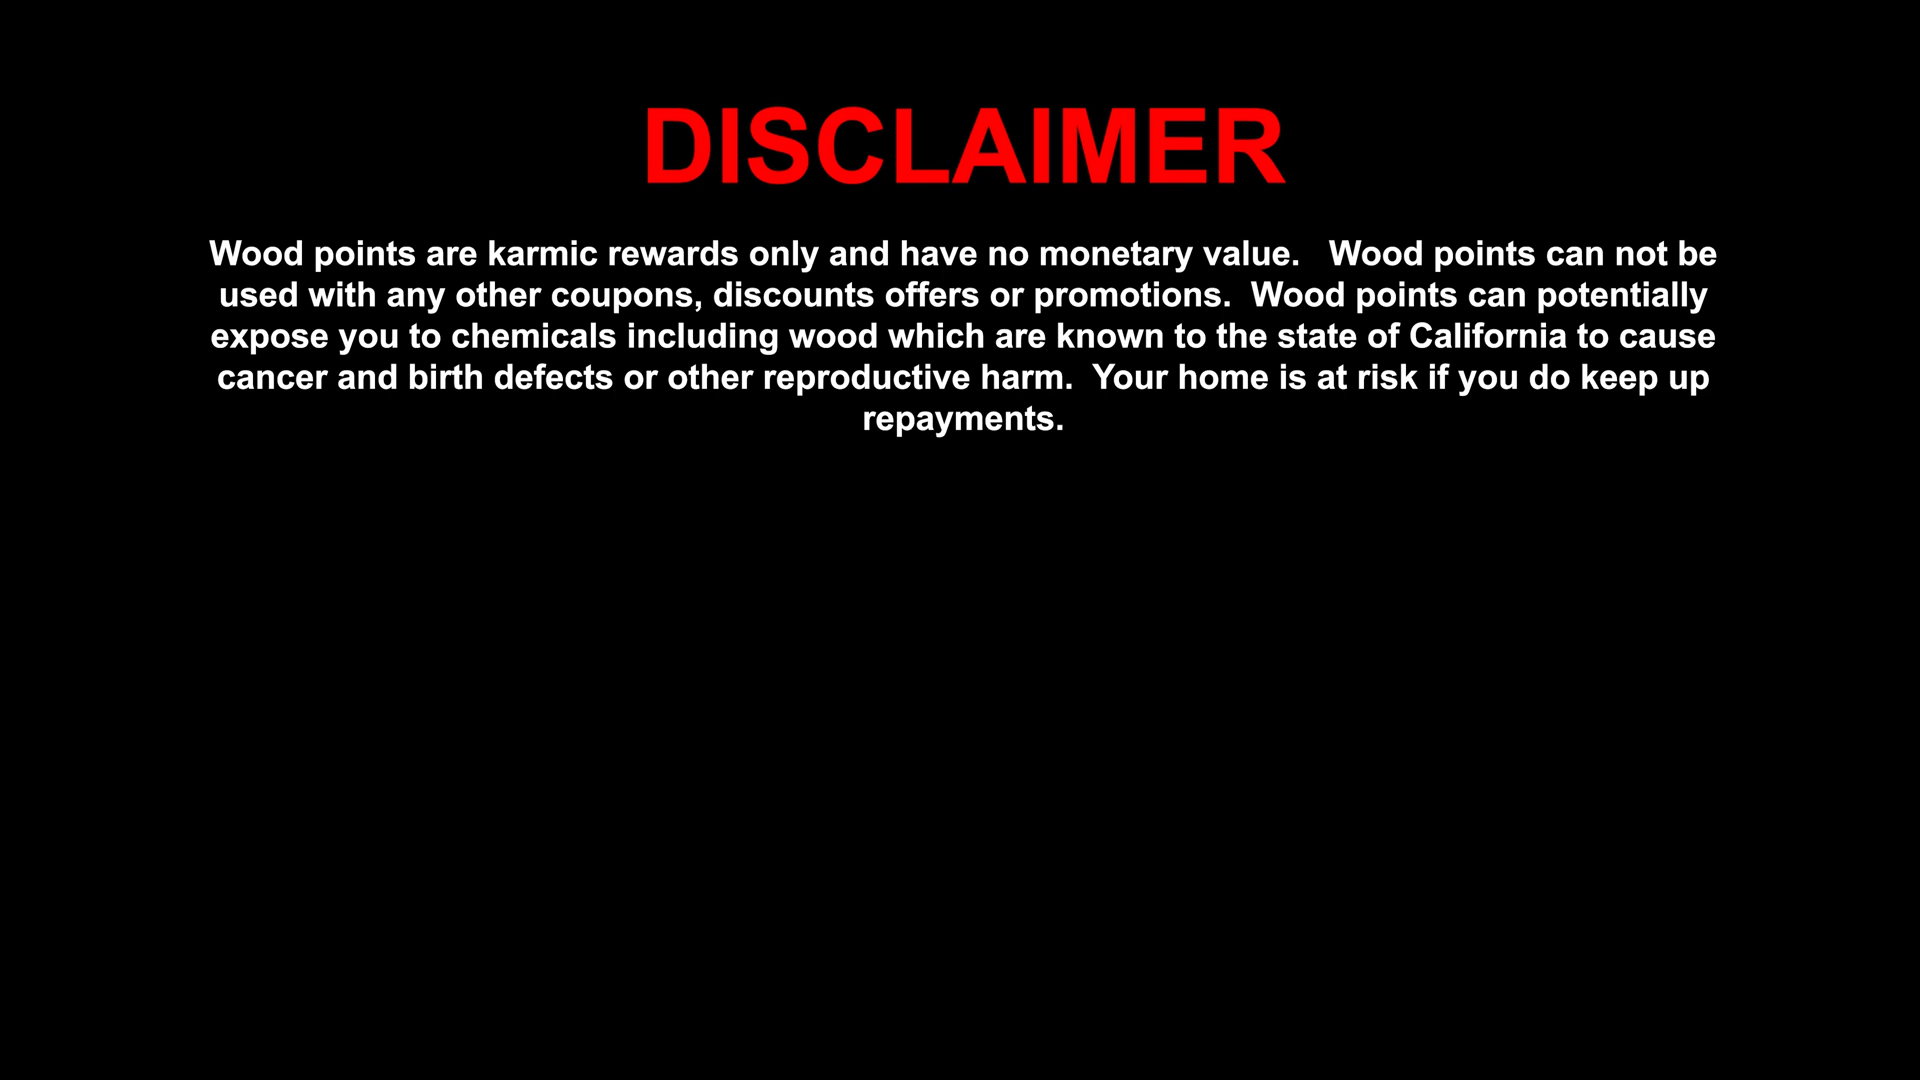 DISCLAIMER
Wood points are karmic rewards only and have no monetary value.   Wood points can not be
used with any other coupons, discounts offers or promotions.  Wood points can potentially
expose you to chemicals including wood which are known to the state of California to cause
cancer and birth defects or other reproductive harm.  Your home is at risk if you do keep up
repayments.